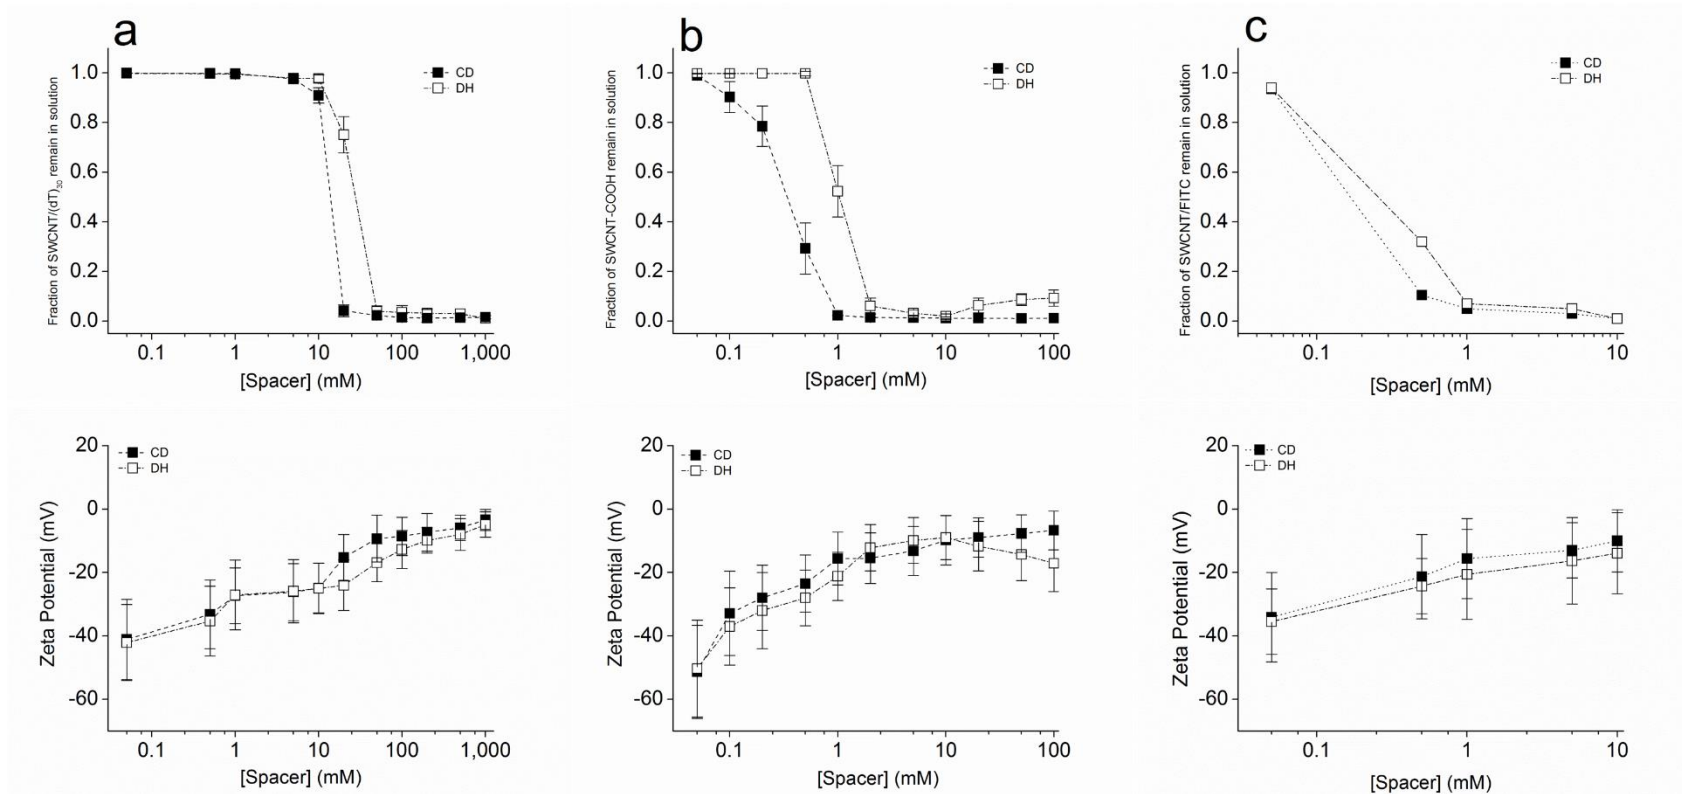 a
Fraction of SWCNT/(dT)30 remain in solution
1.0
0.8
0.6
0.4
0.2
0.0
CD
DH
0.1
1
10
100
1,000
[Spacer] (mM)
b
Fraction of SWCNT-COOH remain in solution
1.0
0.8
0.6
0.4
0.2
0.0
CD
DH
0.1
1
10
100
[Spacer] (mM)
c
Fraction of SWCNT/FITC remain in solution
1.0
0.8
0.6
0.4
0.2
0.0
CD
DH
0.1
1
10
[Spacer] (mM)
Zeta Potential (mV)
20
0
-20
-40
-60
CD
DH
0.1
1
10
100
1,000
[Spacer] (mM)
Zeta Potential (mV)
20
0
-20
-40
-60
CD
DH
0.1
1
10
100
[Spacer] (mM)
Zeta Potential (mV)
20
0
-20
-40
-60
CD
DH
0.1
1
10
[Spacer] (mM)